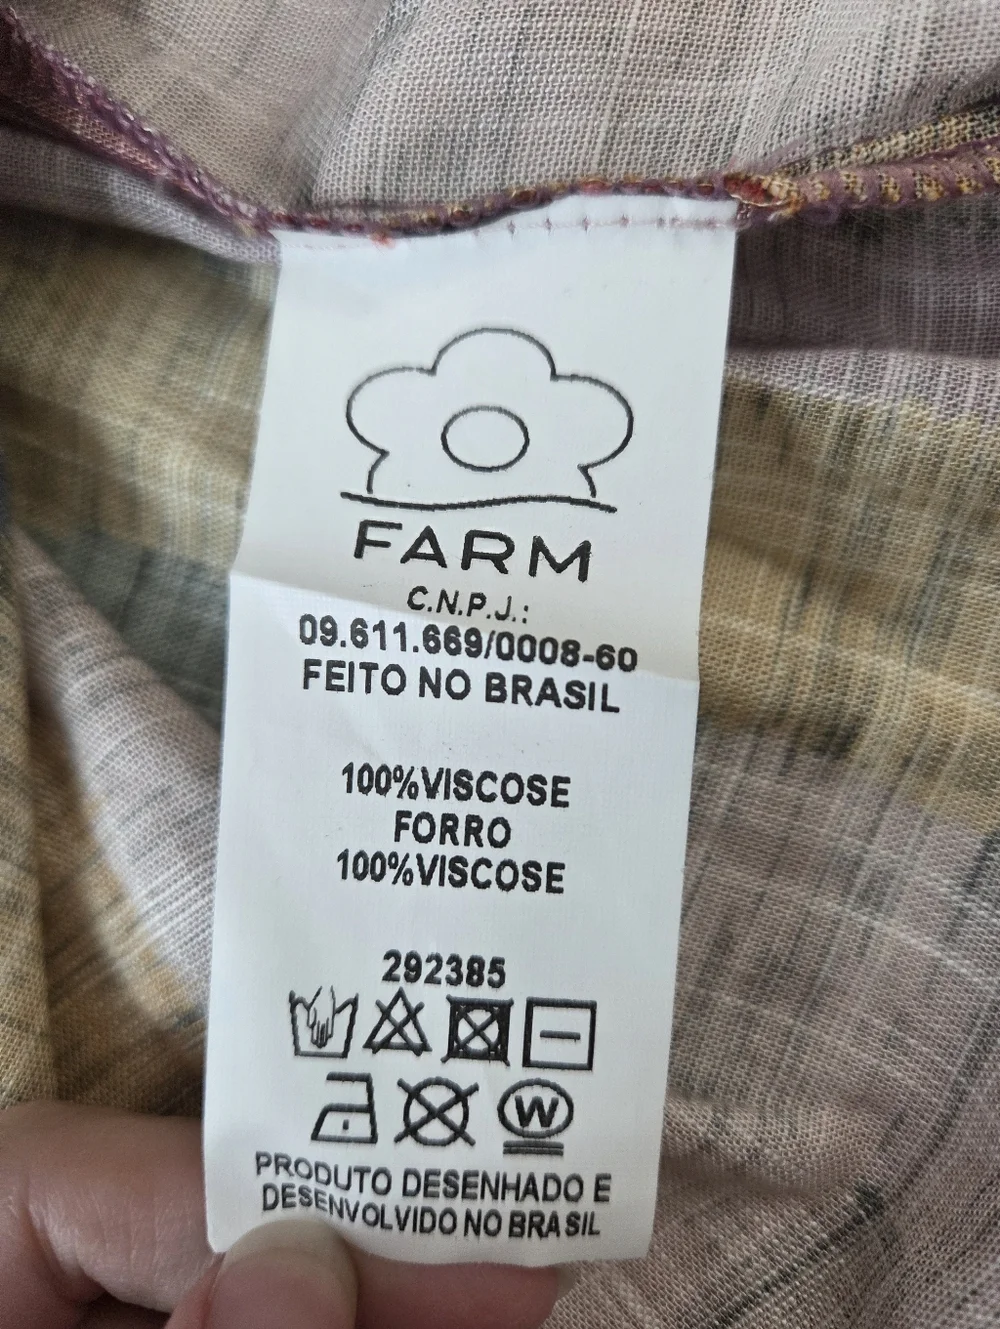 FARM
C.N.P.J.:
09.611.669/0008-60
FEITO NO BRASIL
100%VISCOSE
FORRO
100%VISCOSE
292385
W
PRODUTO DESENHADO E
DESENVOLVIDO NO BRASIL